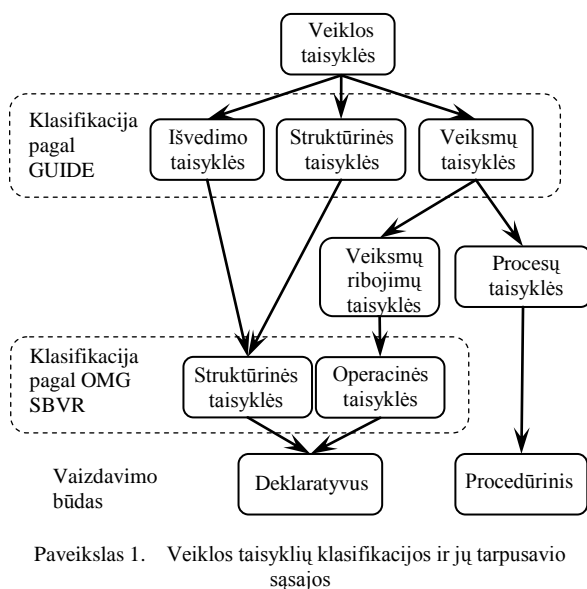 Veiklos
taisyklės
Klasifikacija
pagal
GUIDE
Išvedimo
taisyklės
Struktūrinės
taisyklės
Veiksmų
taisyklės
Veiksmų
ribojimų
taisyklės
Procesų
taisyklės
Klasifikacija
pagal OMG
SBVR
Struktūrinės
taisyklės
Operacinės
taisyklės
Vaizdavimo
būdas
Deklaratyvus
Procedūrinis
Paveikslas 1. Veiklos taisyklių klasifikacijos ir jų tarpusavio
sąsajos